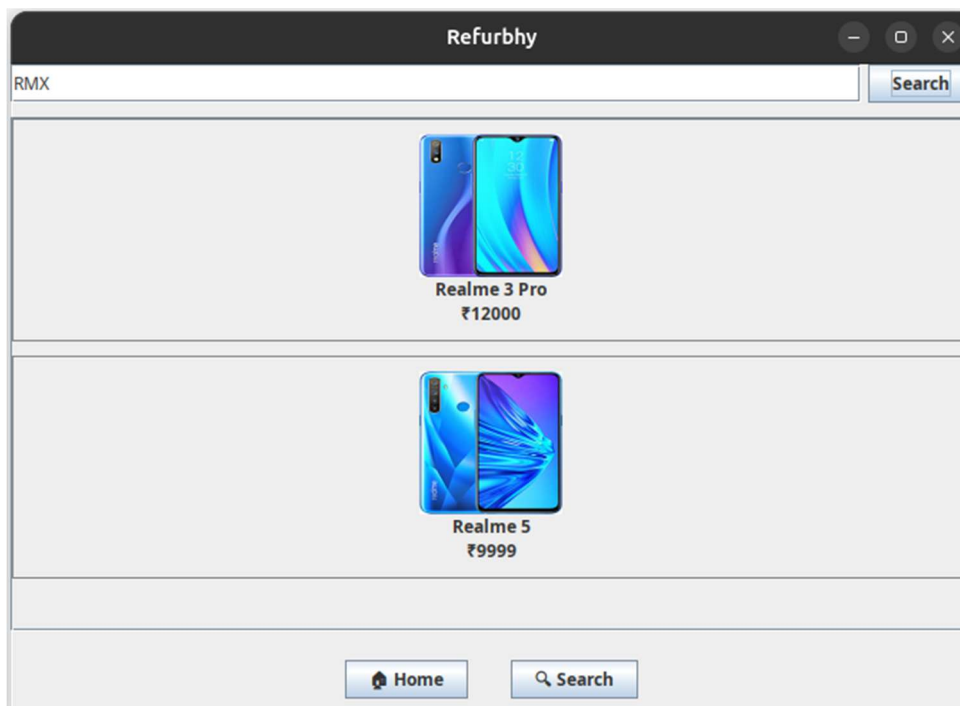 Refurbhy
RMX
Search
Realme 3 Pro
₹12000
Realme 5
₹9999
Home
Search